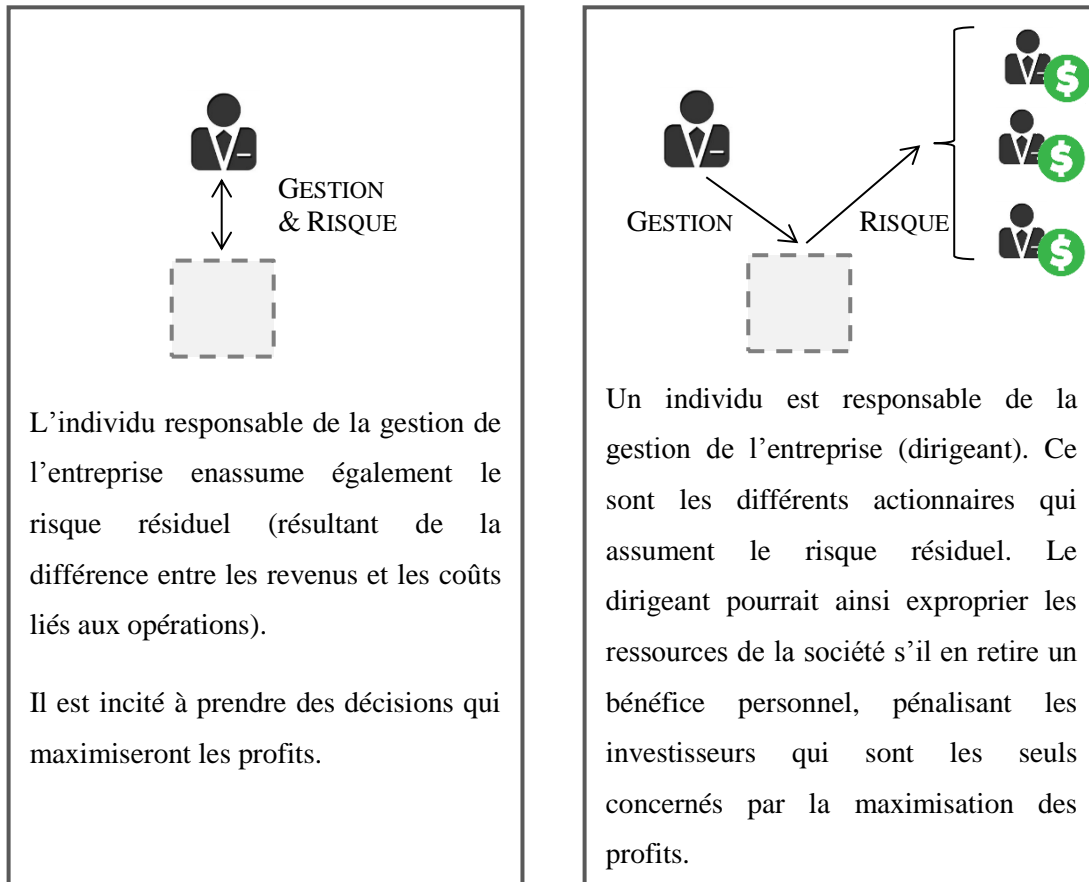 GESTION
& RISQUE
L’individu responsable de la gestion de
l’entreprise enassume également le
risque résiduel (résultant de la
différence entre les revenus et les coûts
liés aux opérations).
Il est incité à prendre des décisions qui
maximiseront les profits.
$
$
$
GESTION
RISQUE
Un individu est responsable de la
gestion de l’entreprise (dirigeant). Ce
sont les différents actionnaires qui
assument le risque résiduel. Le
dirigeant pourrait ainsi exproprier les
ressources de la société s’il en retire un
bénéfice personnel, pénalisant les
investisseurs qui sont les seuls
concernés par la maximisation des
profits.